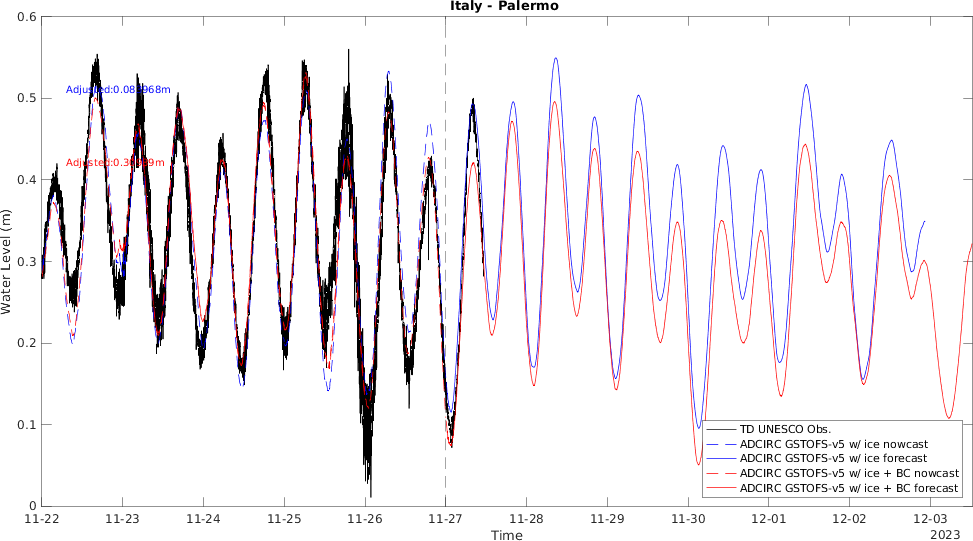 Italy - Palermo
0.6
0.5
0.4
0.3
0.2
0.1
0
Water Level (m)
Adjusted:
Adjusted:
TD UNESCO Obs.
ADCIRC GSTOFS-v5 w/ ice nowcast
ADCIRC GSTOFS-v5 w/ ice forecast
ADCIRC GSTOFS-v5 w/ ice + BC nowcast
ADCIRC GSTOFS-v5 w/ ice + BC forecast
11-22 11-23 11-24 11-25 11-26 11-27 11-28 11-29 11-30 12-01 12-02 12-03
Time
2023